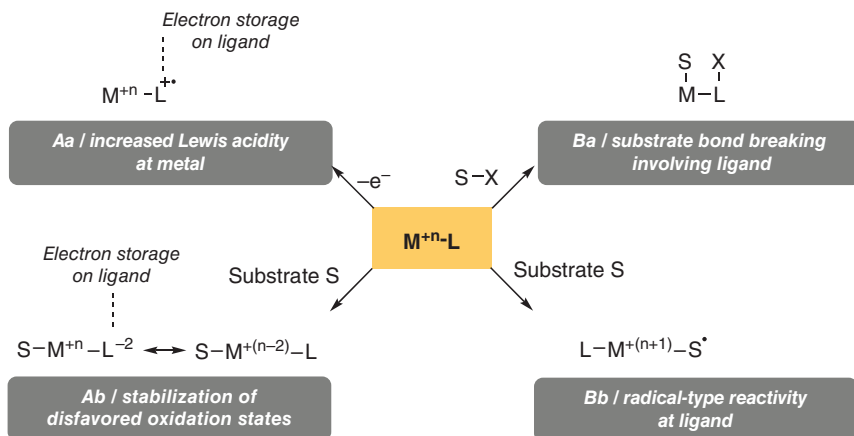 Electron storage
on ligand
M⁺ⁿ–L⁺•
Aa / increased Lewis acidity
at metal
S X
M–L
Ba / substrate bond breaking
involving ligand
–e⁻
S–X
M⁺ⁿ-L
Electron storage
on ligand
Substrate S
Substrate S
S–M⁺ⁿ–L⁻² ↔ S–M⁺⁽ⁿ⁻²⁾–L
Ab / stabilization of
disfavored oxidation states
L–M⁺⁽ⁿ⁺¹⁾–S•
Bb / radical-type reactivity
at ligand